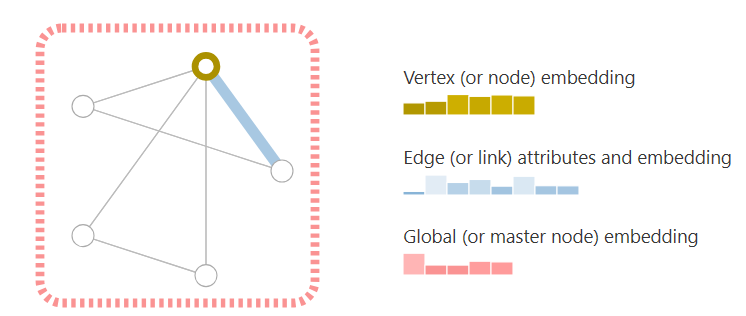 Vertex (or node) embedding
Edge (or link) attributes and embedding
Global (or master node) embedding